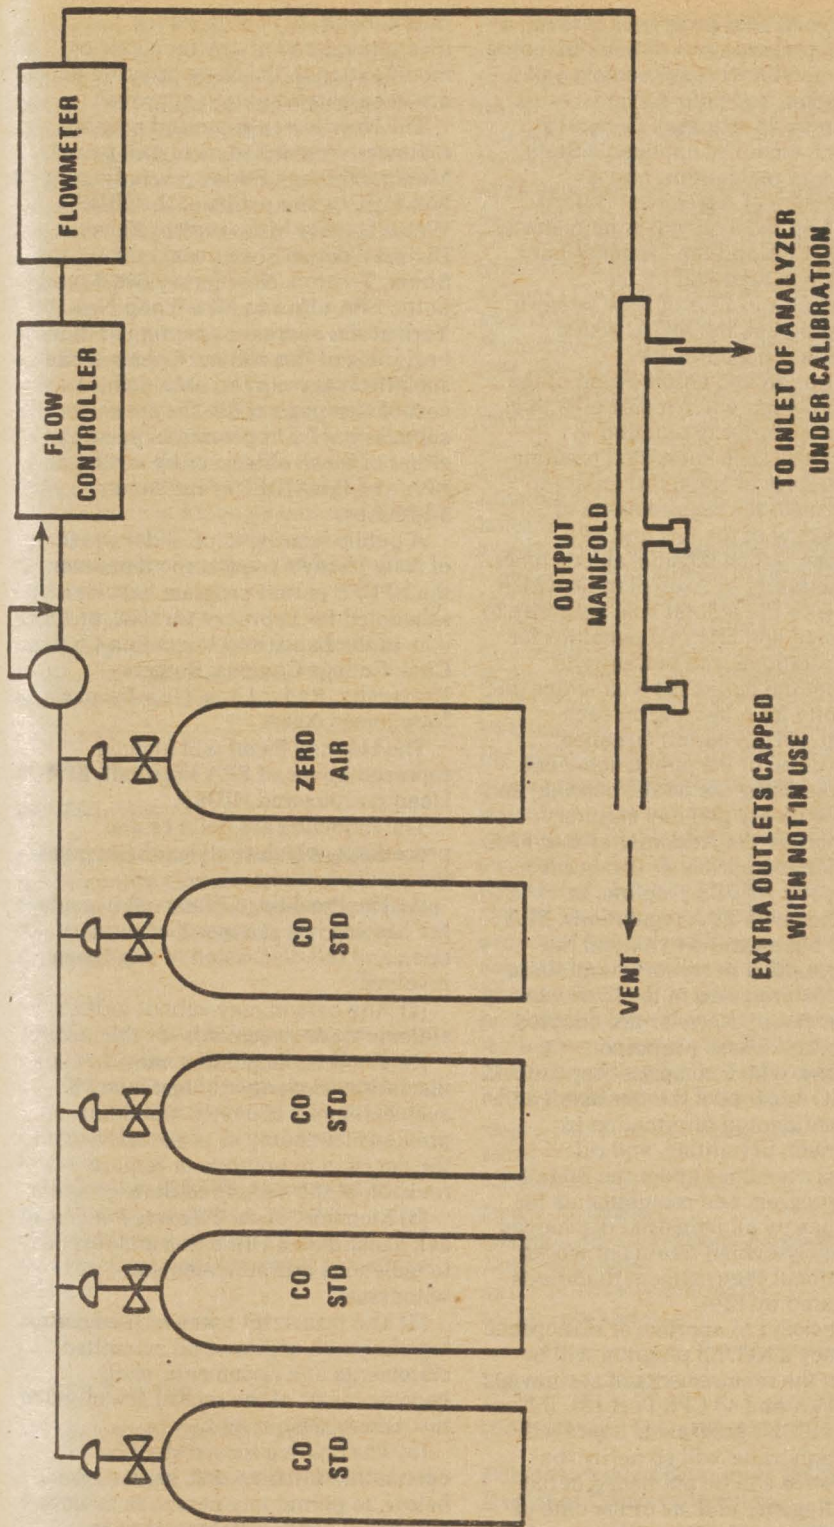 FLOWMETER
FLOW
CONTROLLER
ZERO
AIR
CO
STD
CO
STD
CO
STD
CO
STD
OUTPUT
MANIFOLD
VENT
TO INLET OF ANALYZER
UNDER CALIBRATION
EXTRA OUTLETS CAPPED
WHEN NOT IN USE